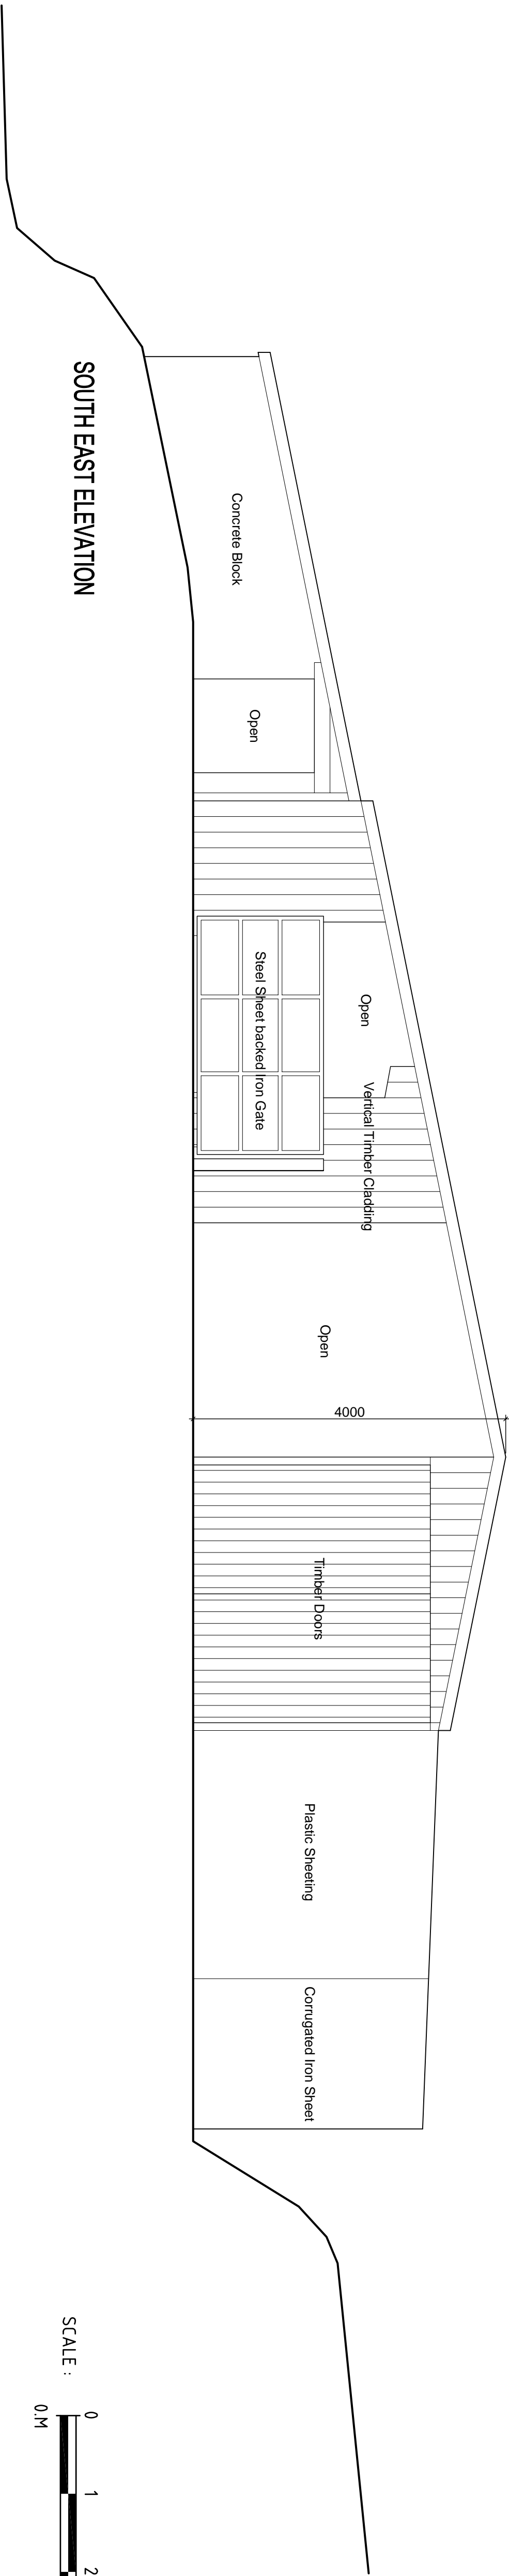 SOUTH EAST ELEVATION
Concrete Block
Open
Steel Sheet backed Iron Gate
Open
Vertical Timber Cladding
Open
4000
Timber Doors
Plastic Sheeting
Corrugated Iron Sheet
SCALE :
0 1 2
0.M